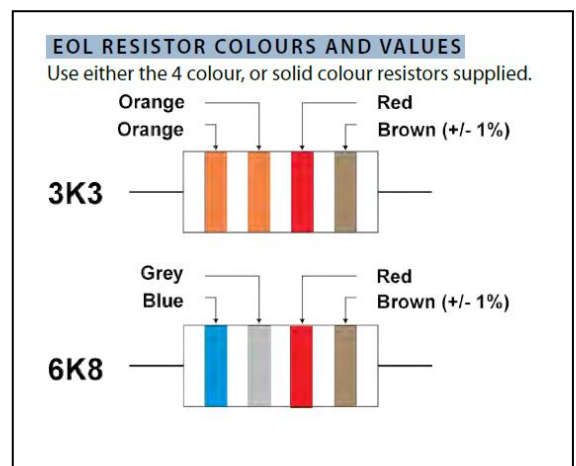 EOL RESISTOR COLOURS AND VALUES
Use either the 4 colour, or solid colour resistors supplied.
Orange Red
Orange Brown (+/- 1%)
3K3
Grey Red
Blue Brown (+/- 1%)
6K8